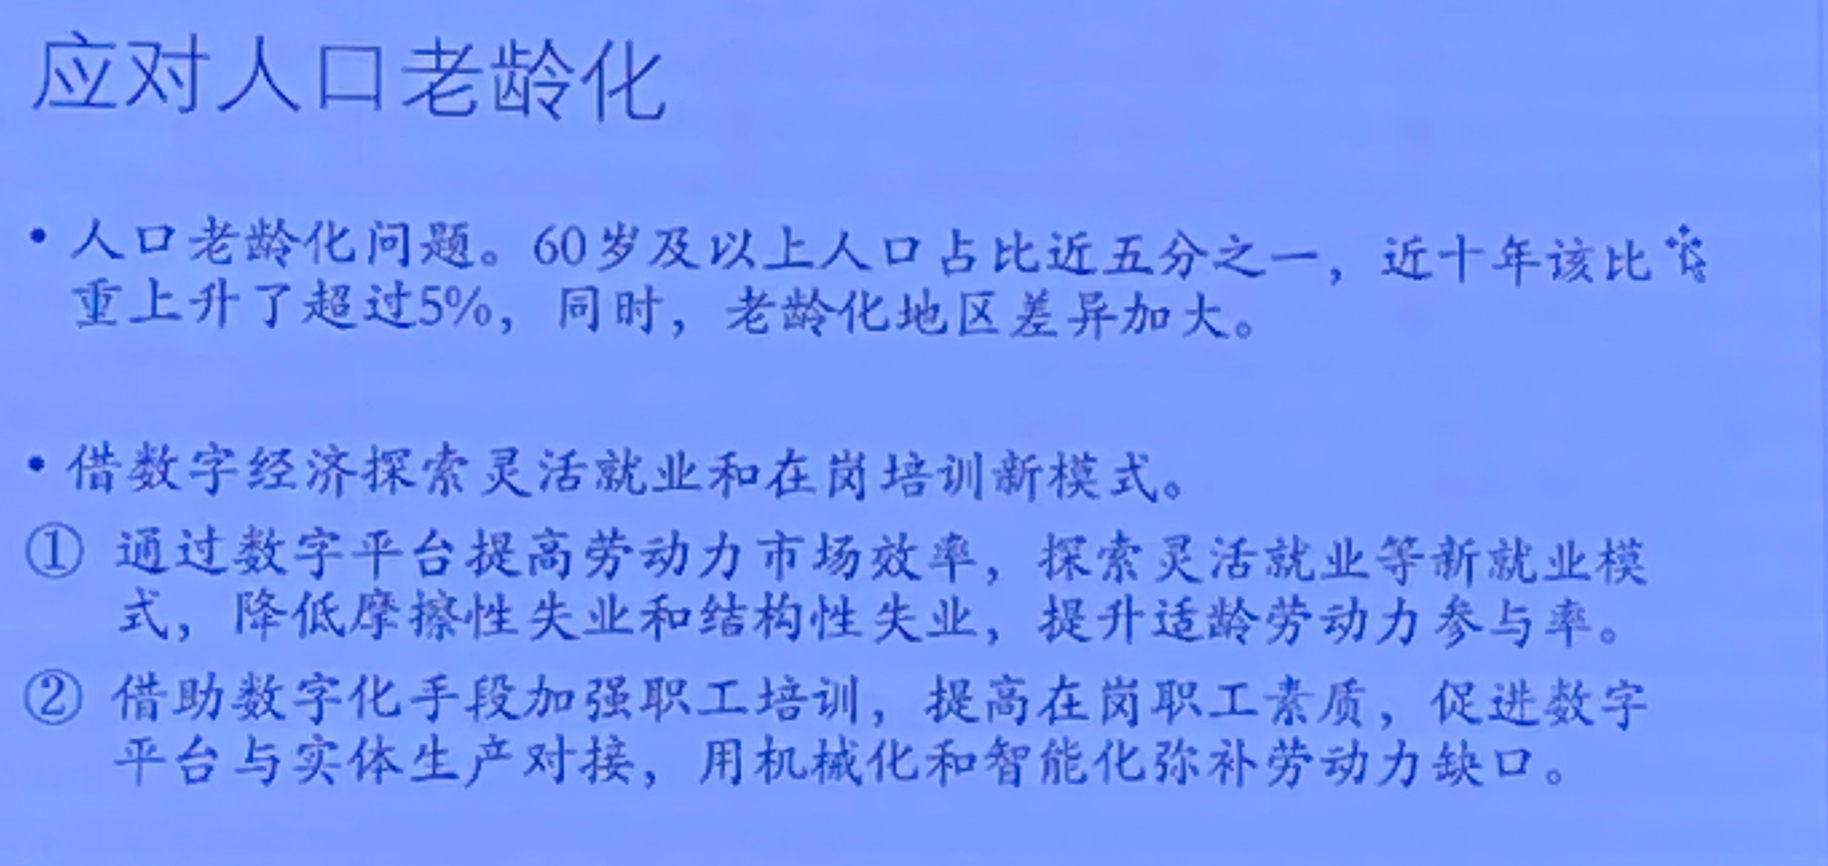 应对人口老龄化
• 人口老龄化问题。60岁及以上人口占比近五分之一，近十年该比
重上升了超过5%，同时，老龄化地区差异加大。
• 借数字经济探索灵活就业和在岗培训新模式。
① 通过数字平台提高劳动力市场效率，探索灵活就业等新就业模
式，降低摩擦性失业和结构性失业，提升适龄劳动力参与率。
② 借助数字化手段加强职工培训，提高在岗职工素质，促进数字
平台与实体生产对接，用机械化和智能化弥补劳动力缺口。